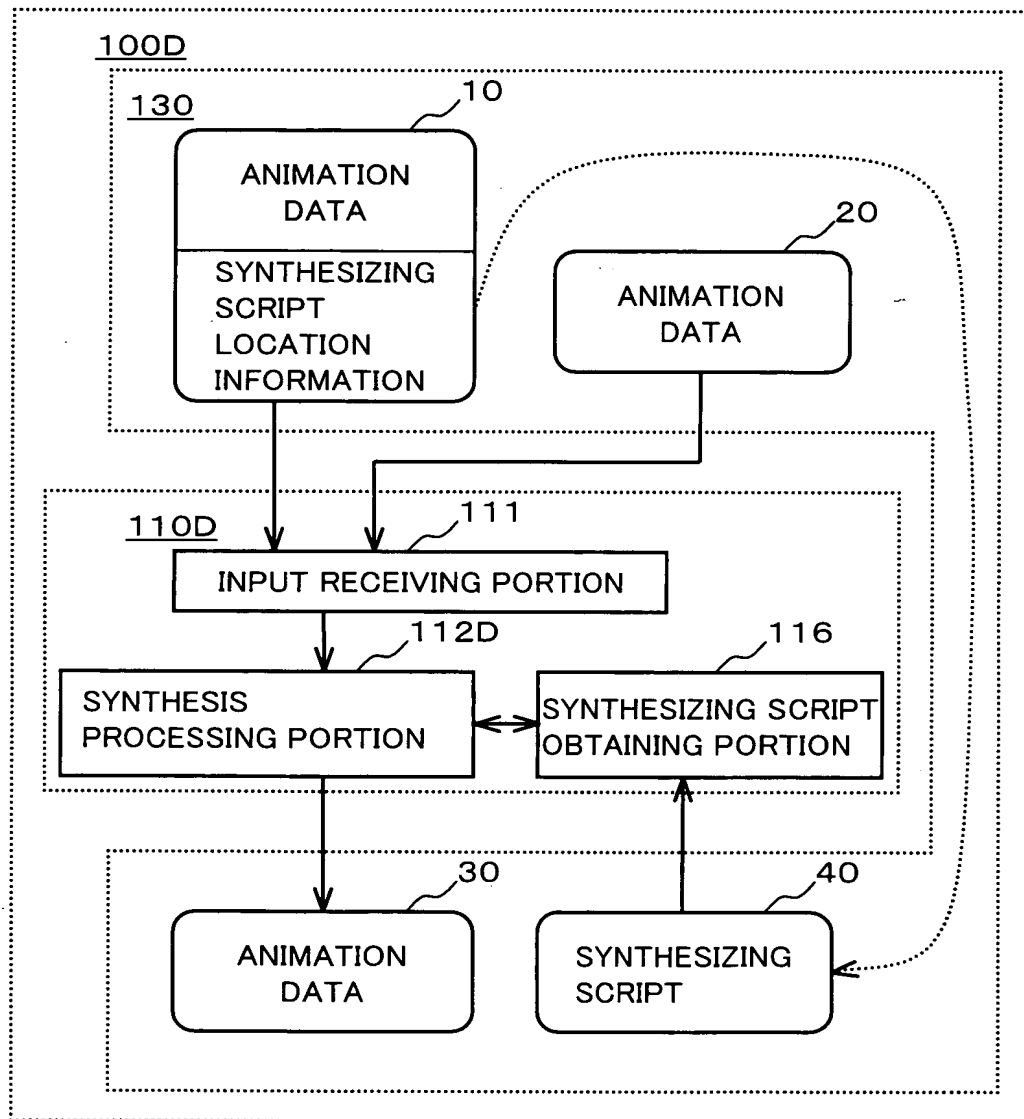 100D
130
10
ANIMATION
DATA
SYNTHESIZING
SCRIPT
LOCATION
INFORMATION
20
ANIMATION
DATA
110D
111
INPUT RECEIVING PORTION
112D
SYNTHESIS
PROCESSING PORTION
116
SYNTHESIZING SCRIPT
OBTAINING PORTION
30
ANIMATION
DATA
40
SYNTHESIZING
SCRIPT